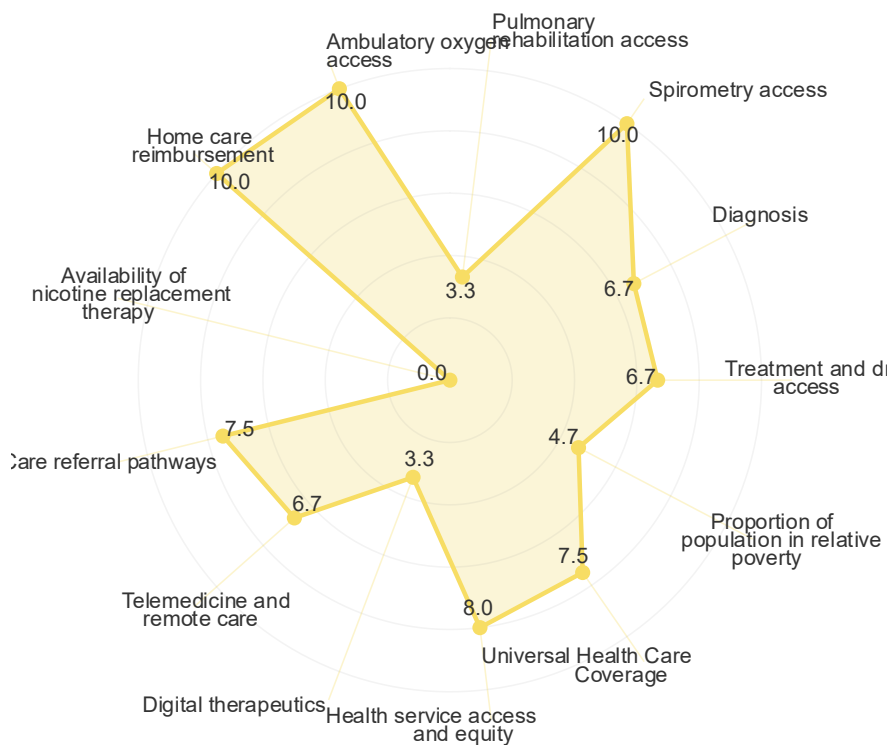 Pulmonary
rehabilitation access
Ambulatory oxygen
access
10.0
Spirometry access
10.0
Home care
reimbursement
10.0
Diagnosis
6.7
3.3
Availability of
nicotine replacement
therapy
0.0
Treatment and dr
access
6.7
7.5
Care referral pathways
4.7
3.3
6.7
Proportion of
population in relative
poverty
7.5
8.0
Telemedicine and
remote care
Universal Health Care
Coverage
Digital therapeutics
Health service access
and equity